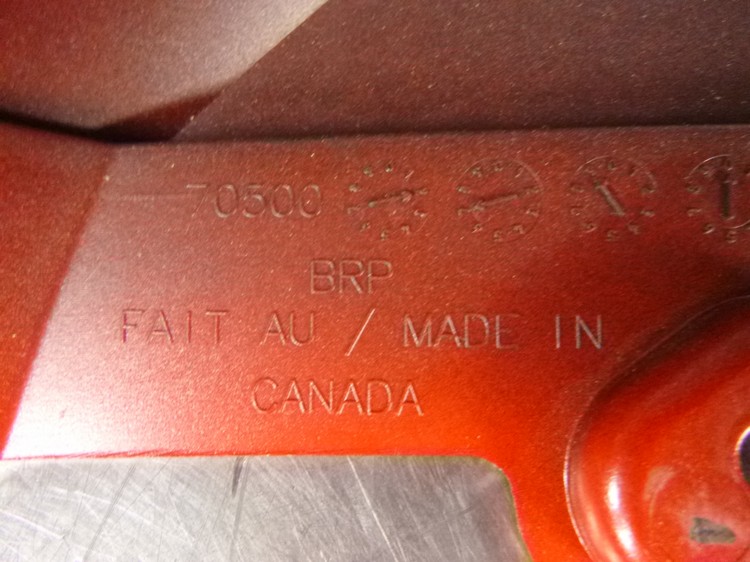 70500
BRP
FAIT AU / MADE IN
CANADA